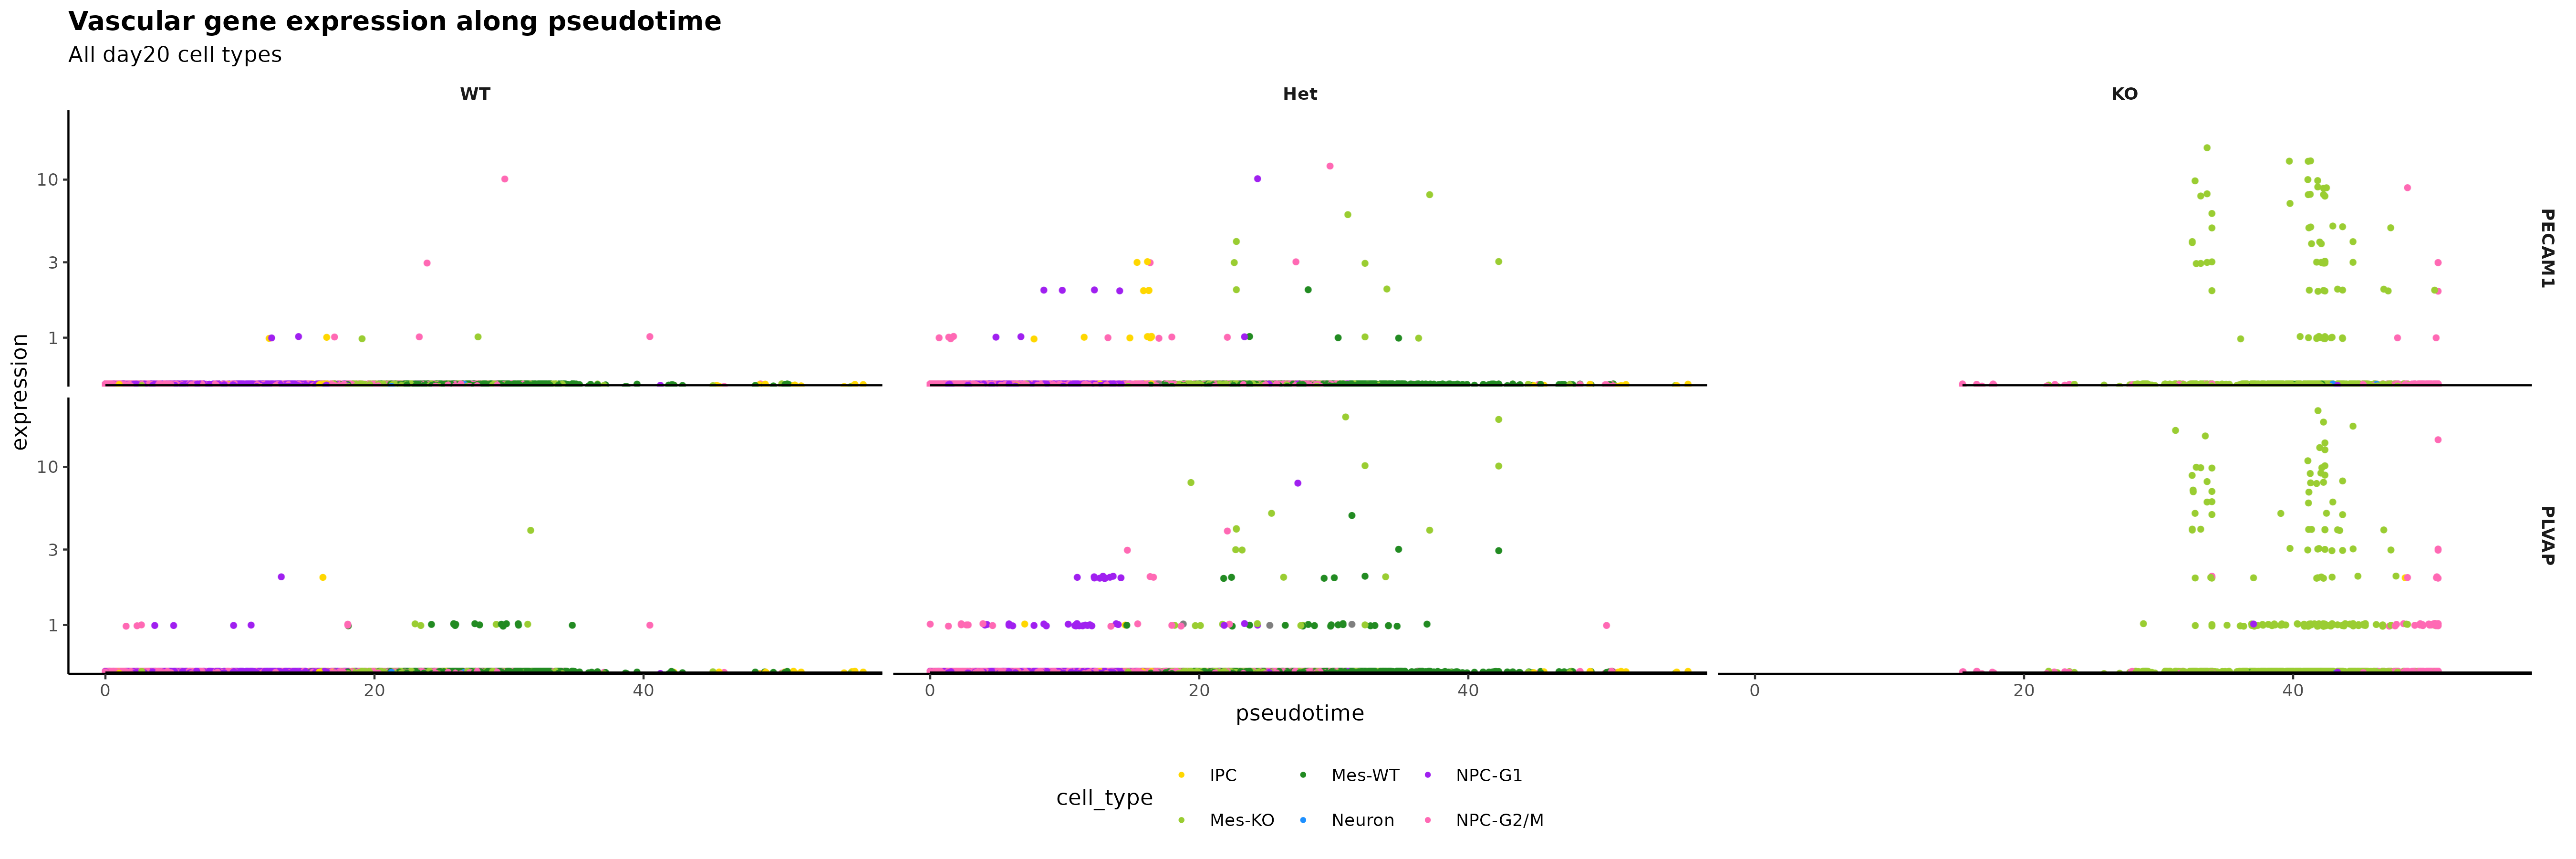 Vascular gene expression along pseudotime
All day20 cell types
WT
Het
KO
10
3
1
PECAM1
expression
10
3
1
PLVAP
0
20
40
0
20
40
0
20
40
pseudotime
cell_type
IPC
Mes-WT
NPC-G1
Mes-KO
Neuron
NPC-G2/M